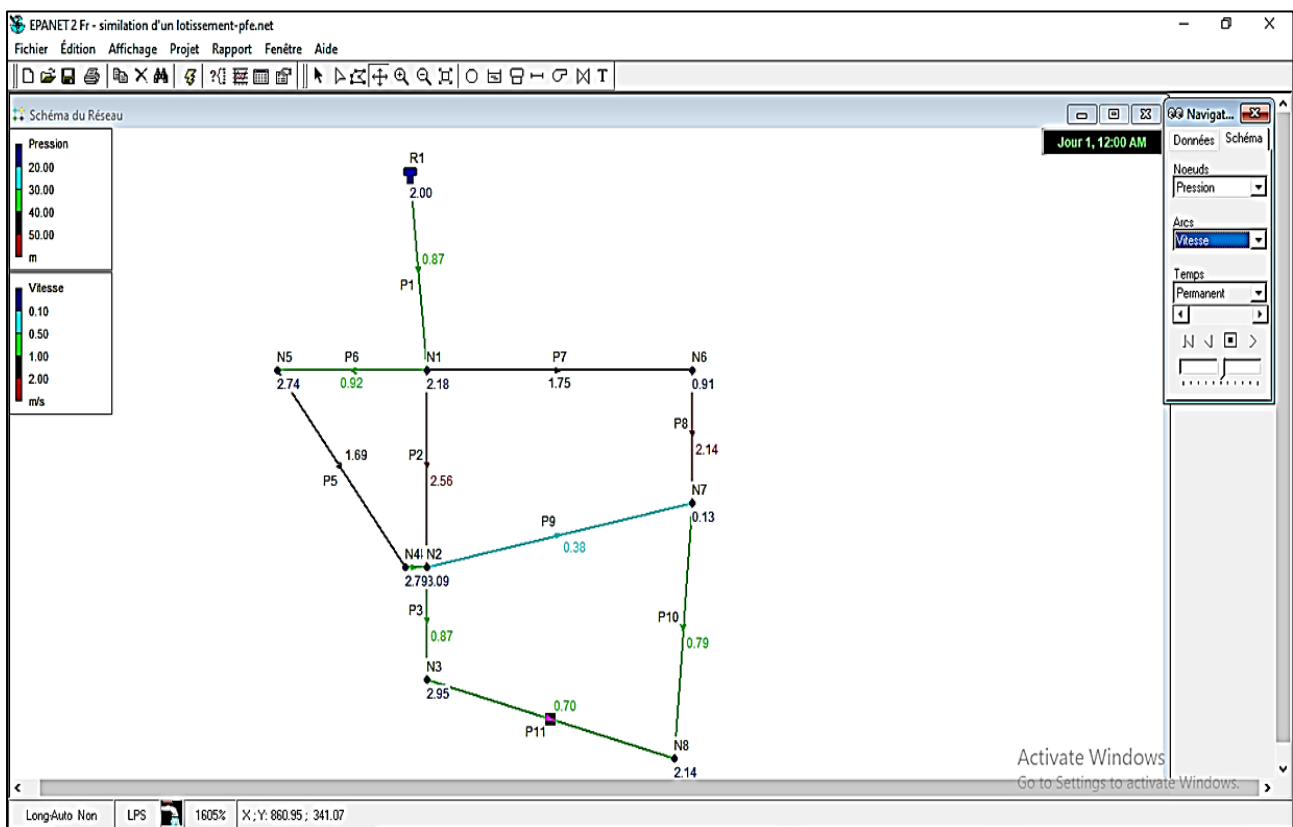 EPANET 2 Fr - similation d'un lotissement-pfe.net
Fichier Édition Affichage Projet Rapport Fenêtre Aide
T
Schéma du Réseau
Navigat...
Jour 1, 12:00 AM
Données Schéma
Noeuds
Pression
Arcs
Vitesse
Temps
Permanent
Pression
20.00
30.00
40.00
50.00
m
Vitesse
0.10
0.50
1.00
2.00
m/s
R1
2.00
0.87
P1
N5 P6 N1 P7 N6
2.74 0.92 2.18 1.75 0.91
P8
2.14
1.69 P2
P5 2.56
N7
P9 0.13
0.38
N4 N2
2.79 3.09
P3
0.87
P10
0.79
N3
2.95
0.70
P11
N8
2.14
Activate Windows
Go to Settings to activate Windows.
Long-Auto Non LPS 1605% X ; Y: 860.95 ; 341.07